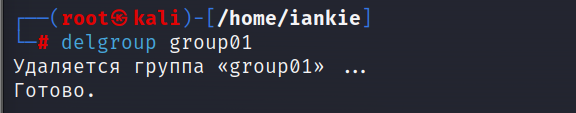 ┌──(root㉿kali)-[/home/iankie]
└─# delgroup group01
Удаляется группа «group01» ...
Готово.